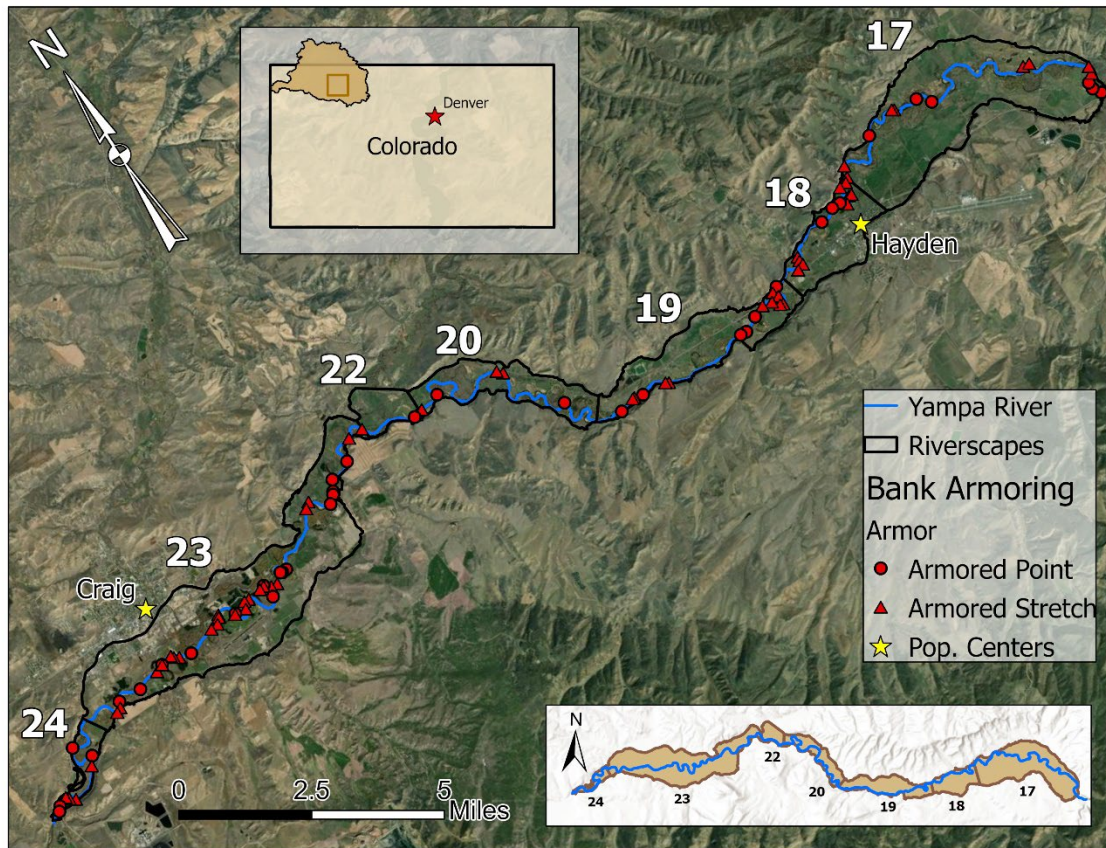 N
Denver
Colorado
17
18
Hayden
19
20
22
23
Craig
24
Yampa River
Riverscapes
Bank Armoring
Armor
Armored Point
Armored Stretch
Pop. Centers
0 2.5 5
Miles
N
22
24 23 20 19 18 17